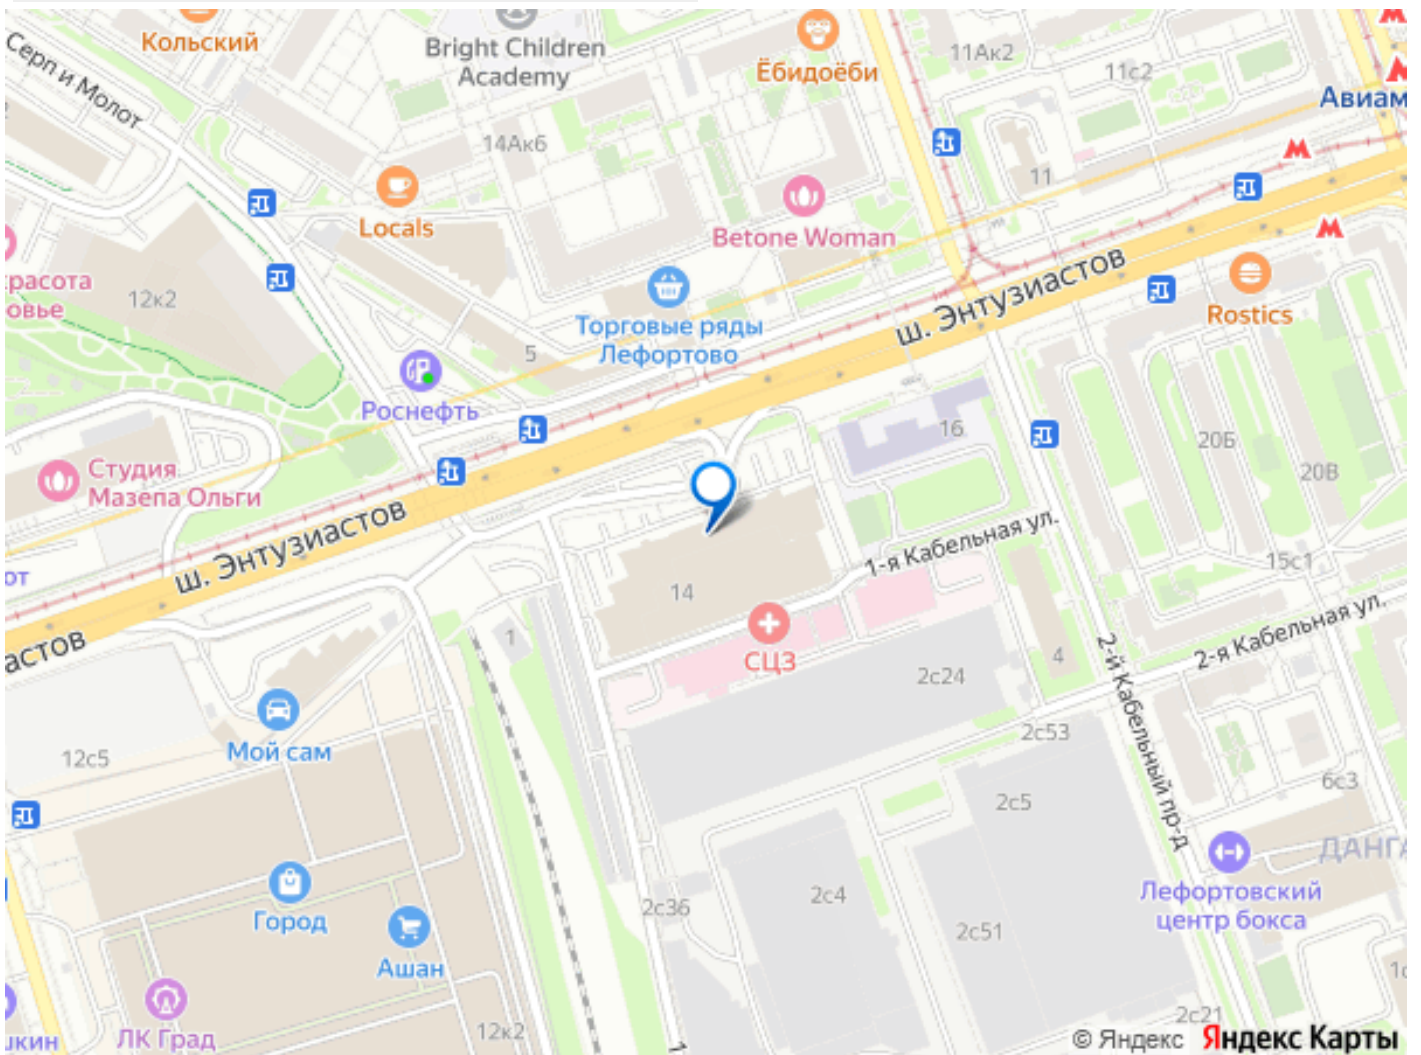 Кольский
Bright Children
Academy
Ёбидоёби
11Ак2
11с2
Серп и Молот
Авиам
14Ак6
11
Locals
Betone Woman
расота
овье
12к2
ш. Энтузиастов
Rostics
Торговые ряды
Лефортово
5
Роснефть
16
20Б
20В
Студия
Мазепа Ольги
ш. Энтузиастов
1-я Кабельная ул.
15с1
от
14
1
2-я Кабельная ул.
астов
СЦЗ
4
2с24
2-й Кабельный пр-д
2с53
Мой сам
12с5
6с3
2с5
ДАНГА
Лефортовский
центр бокса
2с4
2с36
Город
2с51
Ашан
2с21
12к2
шкин
ЛК Град
© Яндекс Яндекс Карты